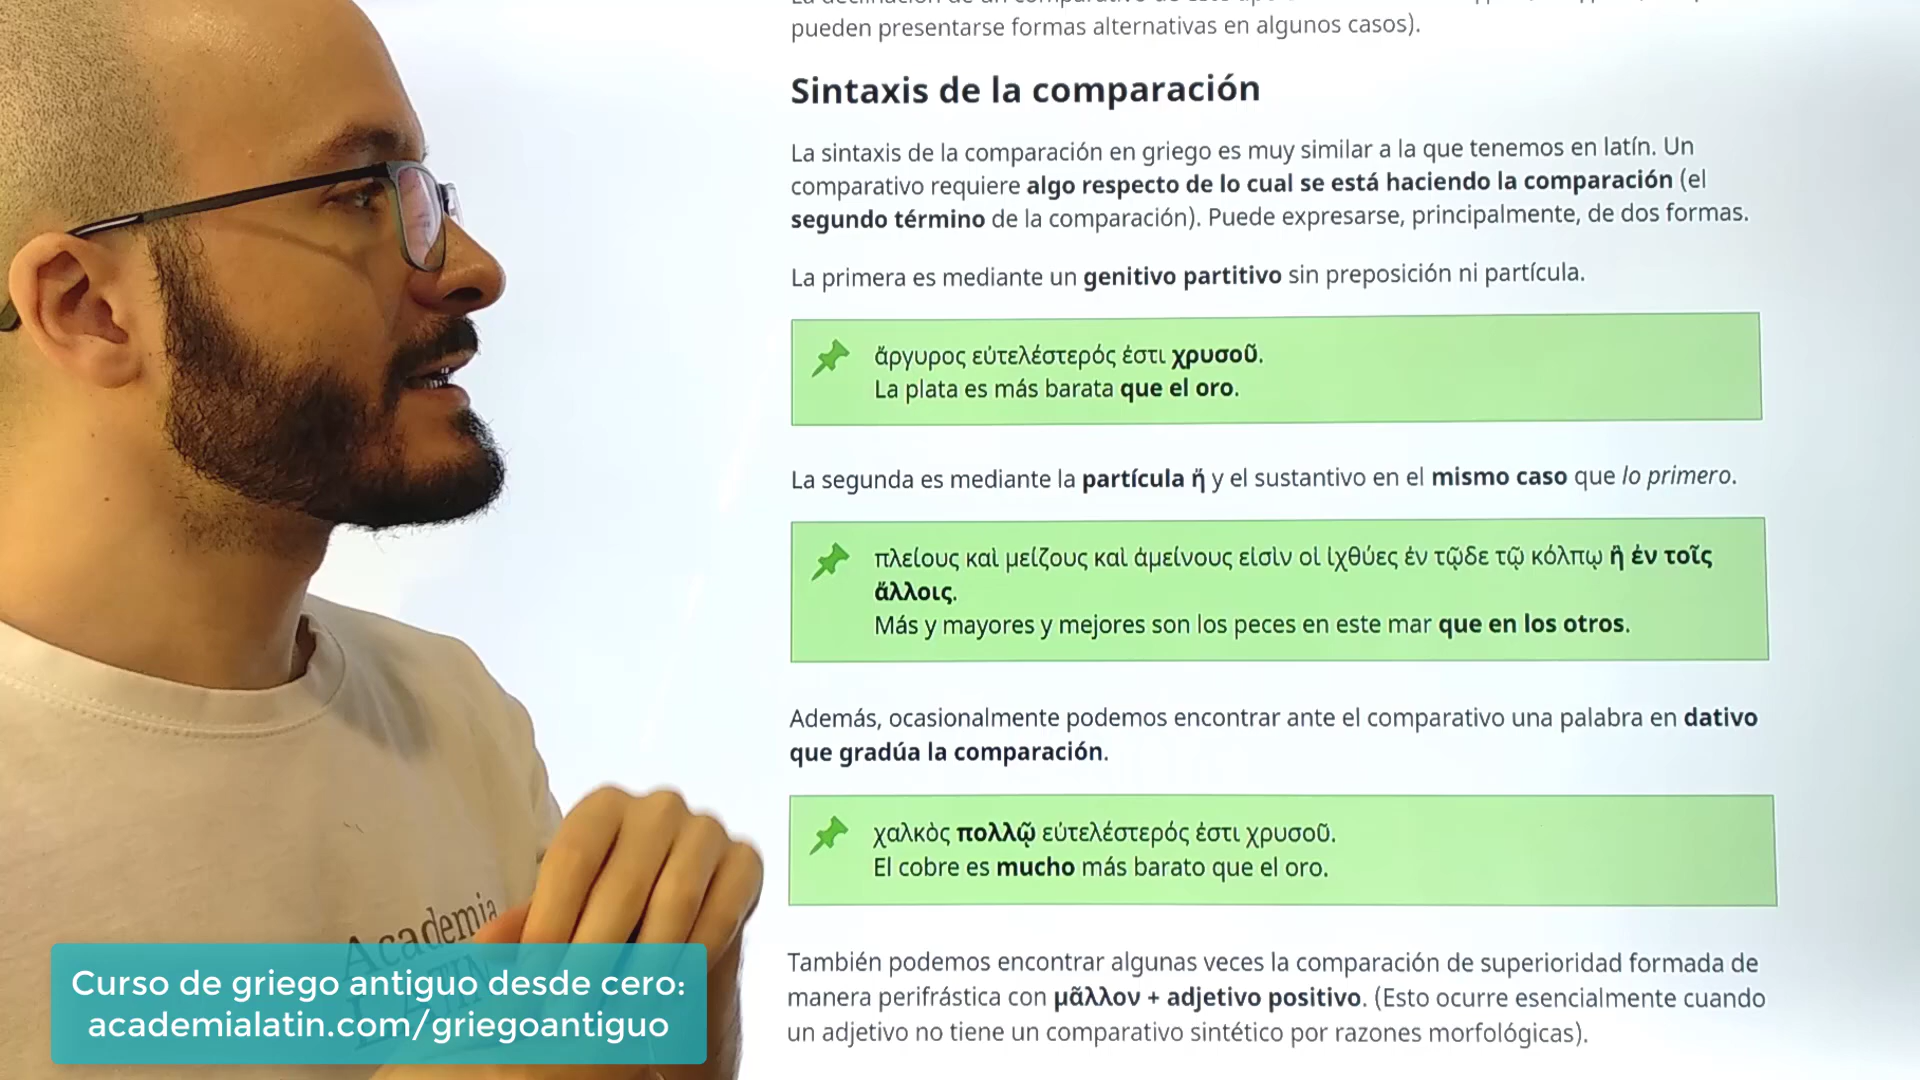 pueden presentarse formas alternativas en algunos casos).
Sintaxis de la comparación
La sintaxis de la comparación en griego es muy similar a la que tenemos en latín. Un
comparativo requiere algo respecto de lo cual se está haciendo la comparación (el
segundo término de la comparación). Puede expresarse, principalmente, de dos formas.
La primera es mediante un genitivo partitivo sin preposición ni partícula.
ἄργυρος εὐτελέστερός ἐστι χρυσοῦ.
La plata es más barata que el oro.
La segunda es mediante la partícula ἤ y el sustantivo en el mismo caso que lo primero.
πλείους καὶ μείζους καὶ ἀμείνους εἰσὶν οἱ ἰχθύες ἐν τῷδε τῷ κόλπῳ ἢ ἐν τοῖς
ἄλλοις.
Más y mayores y mejores son los peces en este mar que en los otros.
Además, ocasionalmente podemos encontrar ante el comparativo una palabra en dativo
que gradúa la comparación.
χαλκὸς πολλῷ εὐτελέστερός ἐστι χρυσοῦ.
El cobre es mucho más barato que el oro.
También podemos encontrar algunas veces la comparación de superioridad formada de
manera perifrástica con μᾶλλον + adjetivo positivo. (Esto ocurre esencialmente cuando
un adjetivo no tiene un comparativo sintético por razones morfológicas).
Academia
LATIN
Curso de griego antiguo desde cero:
academialatin.com/griegoantiguo